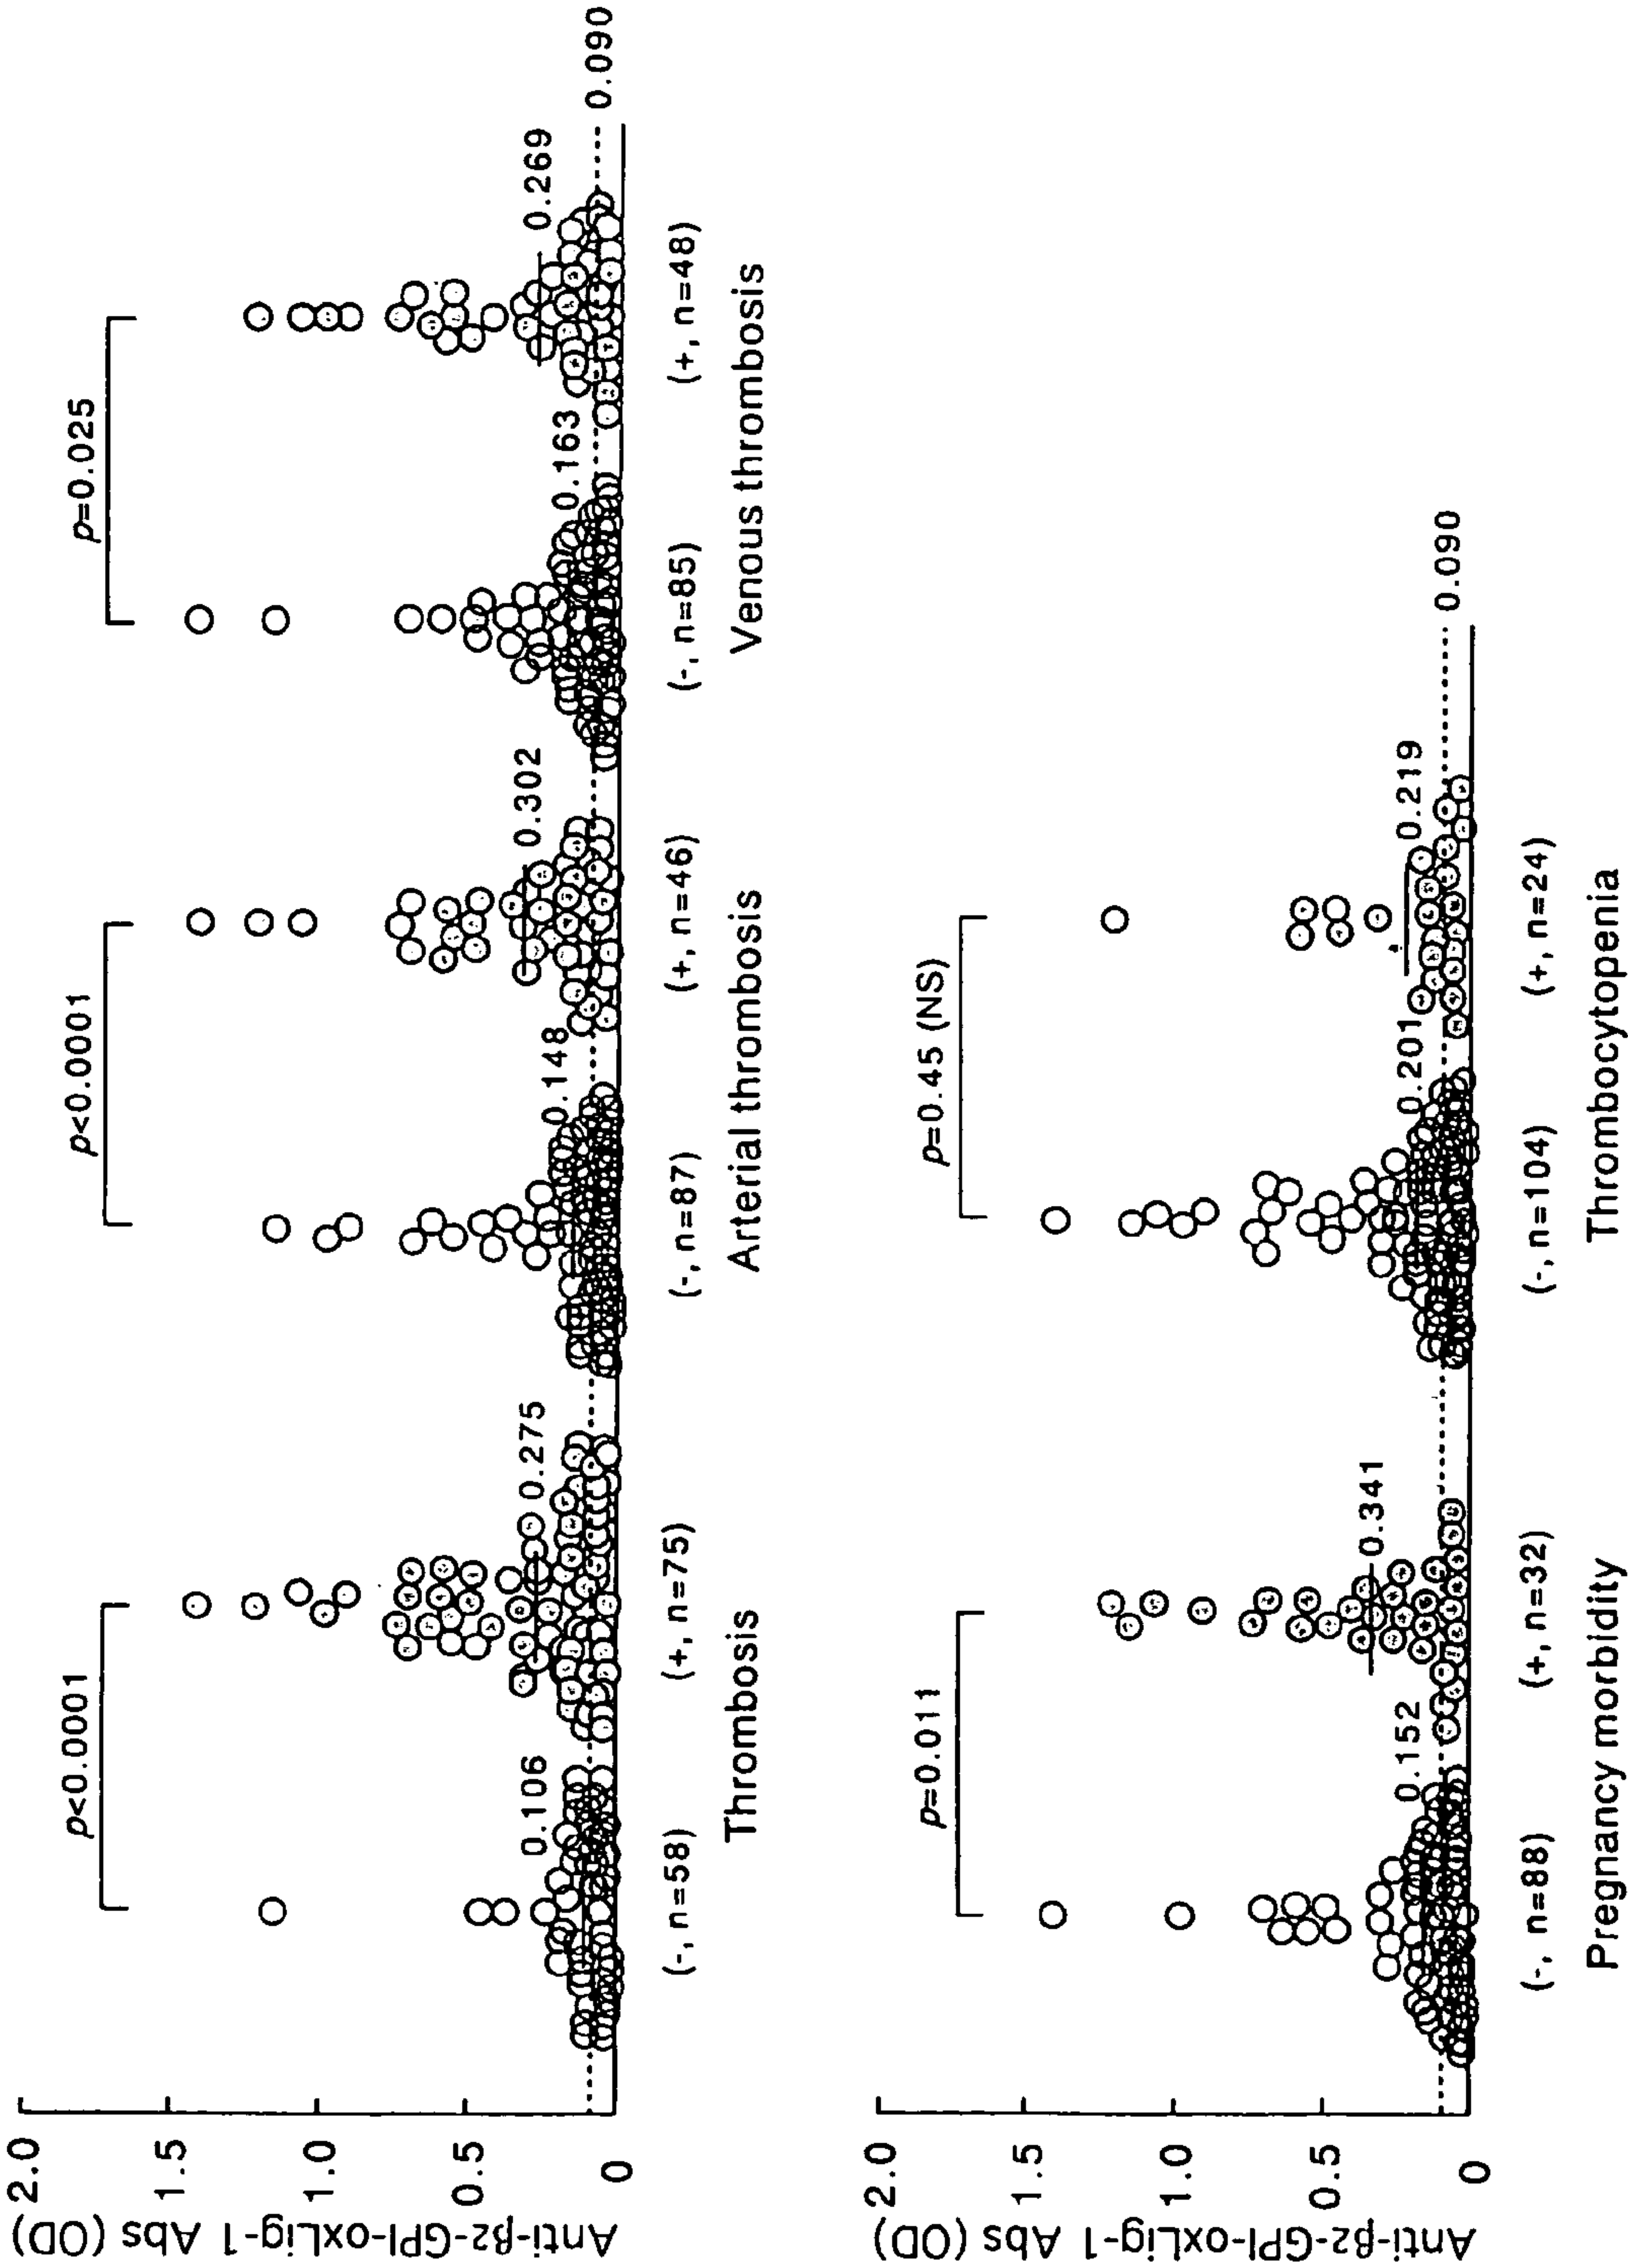 Anti-β2-GPI-oxLig-1 Abs (OD)
2.0
1.5
1.0
0.5
0
p<0.0001
p<0.0001
p=0.025
0.106
0.275
0.148
0.302
0.163
0.269
0.090
(-, n=58)
(+, n=75)
(-, n=87)
(+, n=46)
(-, n=85)
(+, n=48)
Thrombosis
Arterial thrombosis
Venous thrombosis
Anti-β2-GPI-oxLig-1 Abs (OD)
2.0
1.5
1.0
0.5
0
p=0.011
p=0.45 (NS)
0.152
0.341
0.201
0.219
0.090
(-, n=88)
(+, n=32)
(-, n=104)
(+, n=24)
Pregnancy morbidity
Thrombocytopenia